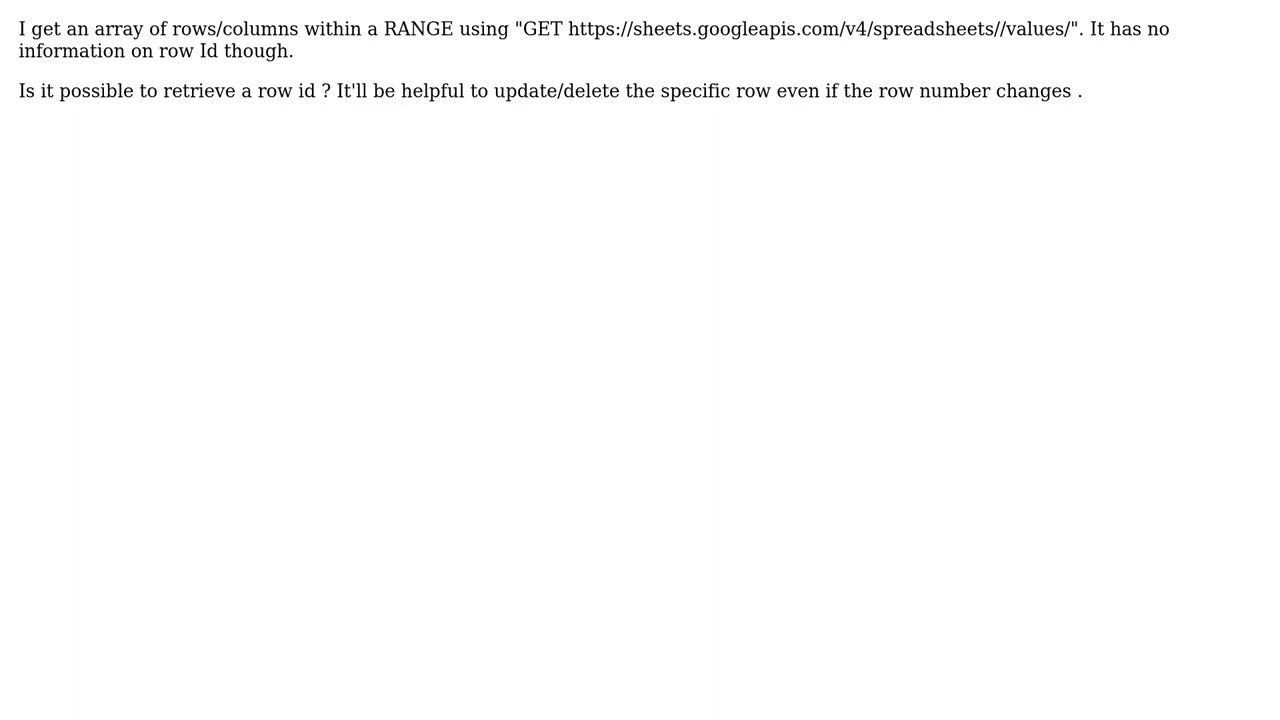 I get an array of rows/columns within a RANGE using "GET https://sheets.googleapis.com/v4/spreadsheets//values/". It has no
information on row Id though.
Is it possible to retrieve a row id ? It'll be helpful to update/delete the specific row even if the row number changes .